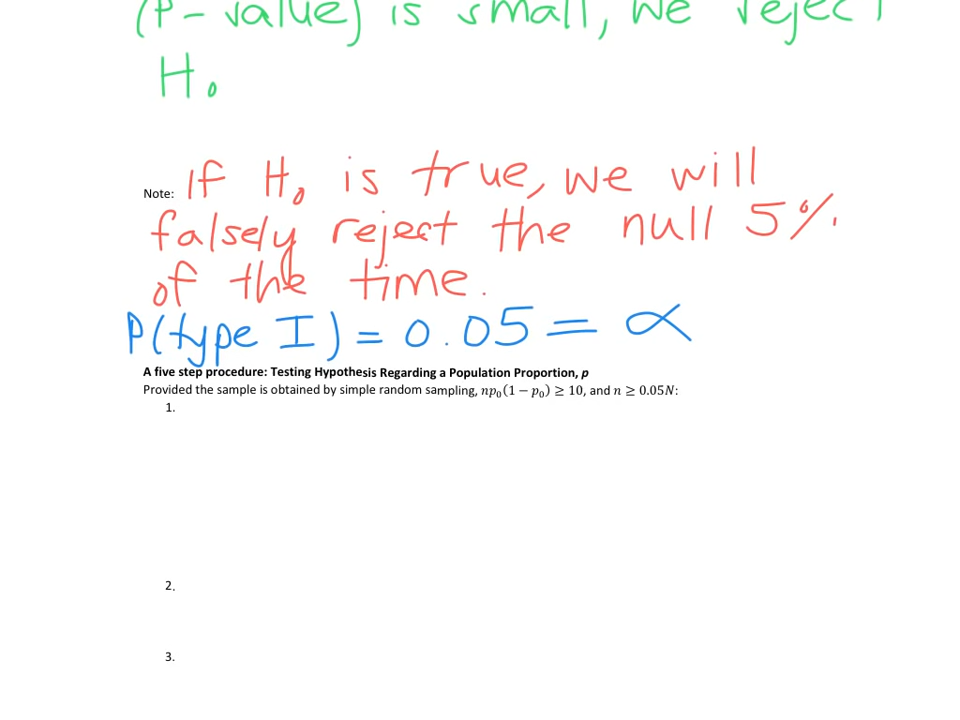 (P-value) is small, we reject
H₀
Note: If H₀ is true, we will
falsely reject the null 5%
of the time.
P(type I) = 0.05 = α
A five step procedure: Testing Hypothesis Regarding a Population Proportion, p
Provided the sample is obtained by simple random sampling, np₀(1 − p₀) ≥ 10, and n ≥ 0.05N:
1.
2.
3.